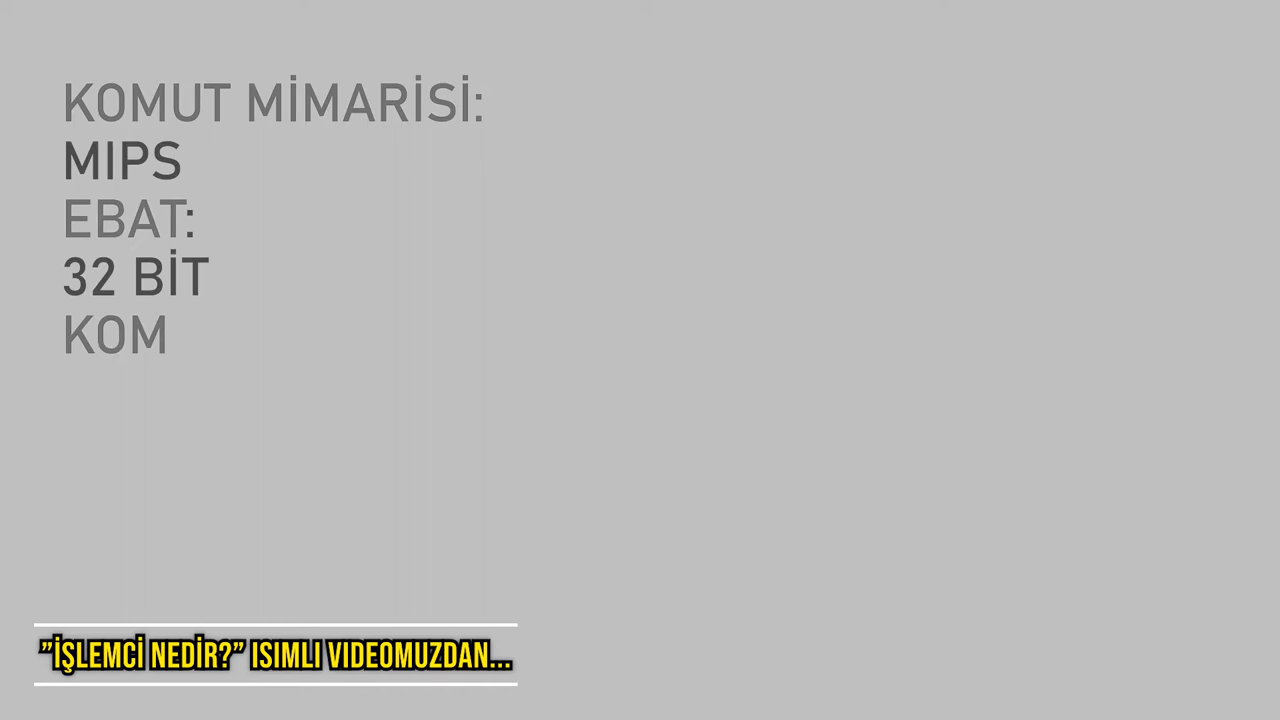 KOMUT MİMARİSİ:
MIPS
EBAT:
32 BİT
KOM
”İŞLEMCİ NEDİR?” ISIMLI VIDEOMUZDAN...